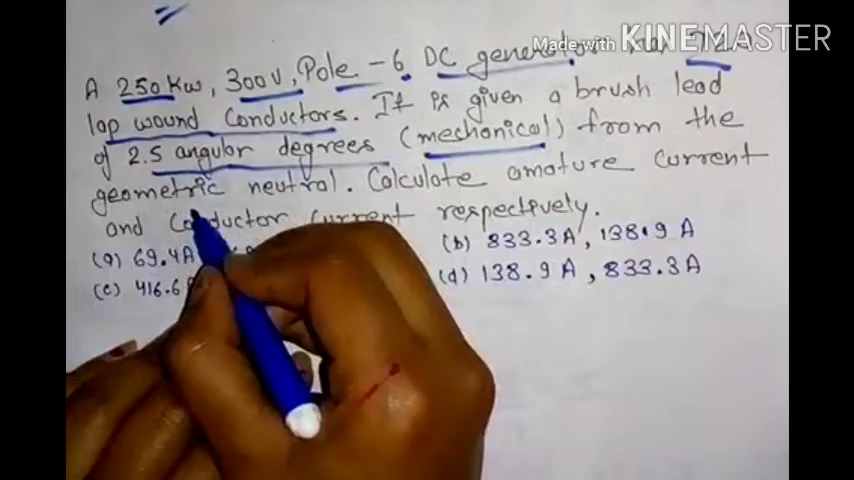 Made with KINEMASTER
A 250 Kw, 300 V, Pole - 6 DC generator
lap wound Conductors. It is given a brush lead
of 2.5 angular degrees (mechanical) from the
geometric neutral. Calculate amature current
and Conductor current respectively.
(a) 69.4A
(b) 833.3A, 138.9 A
(c) 416.6
(d) 138.9 A, 833.3A